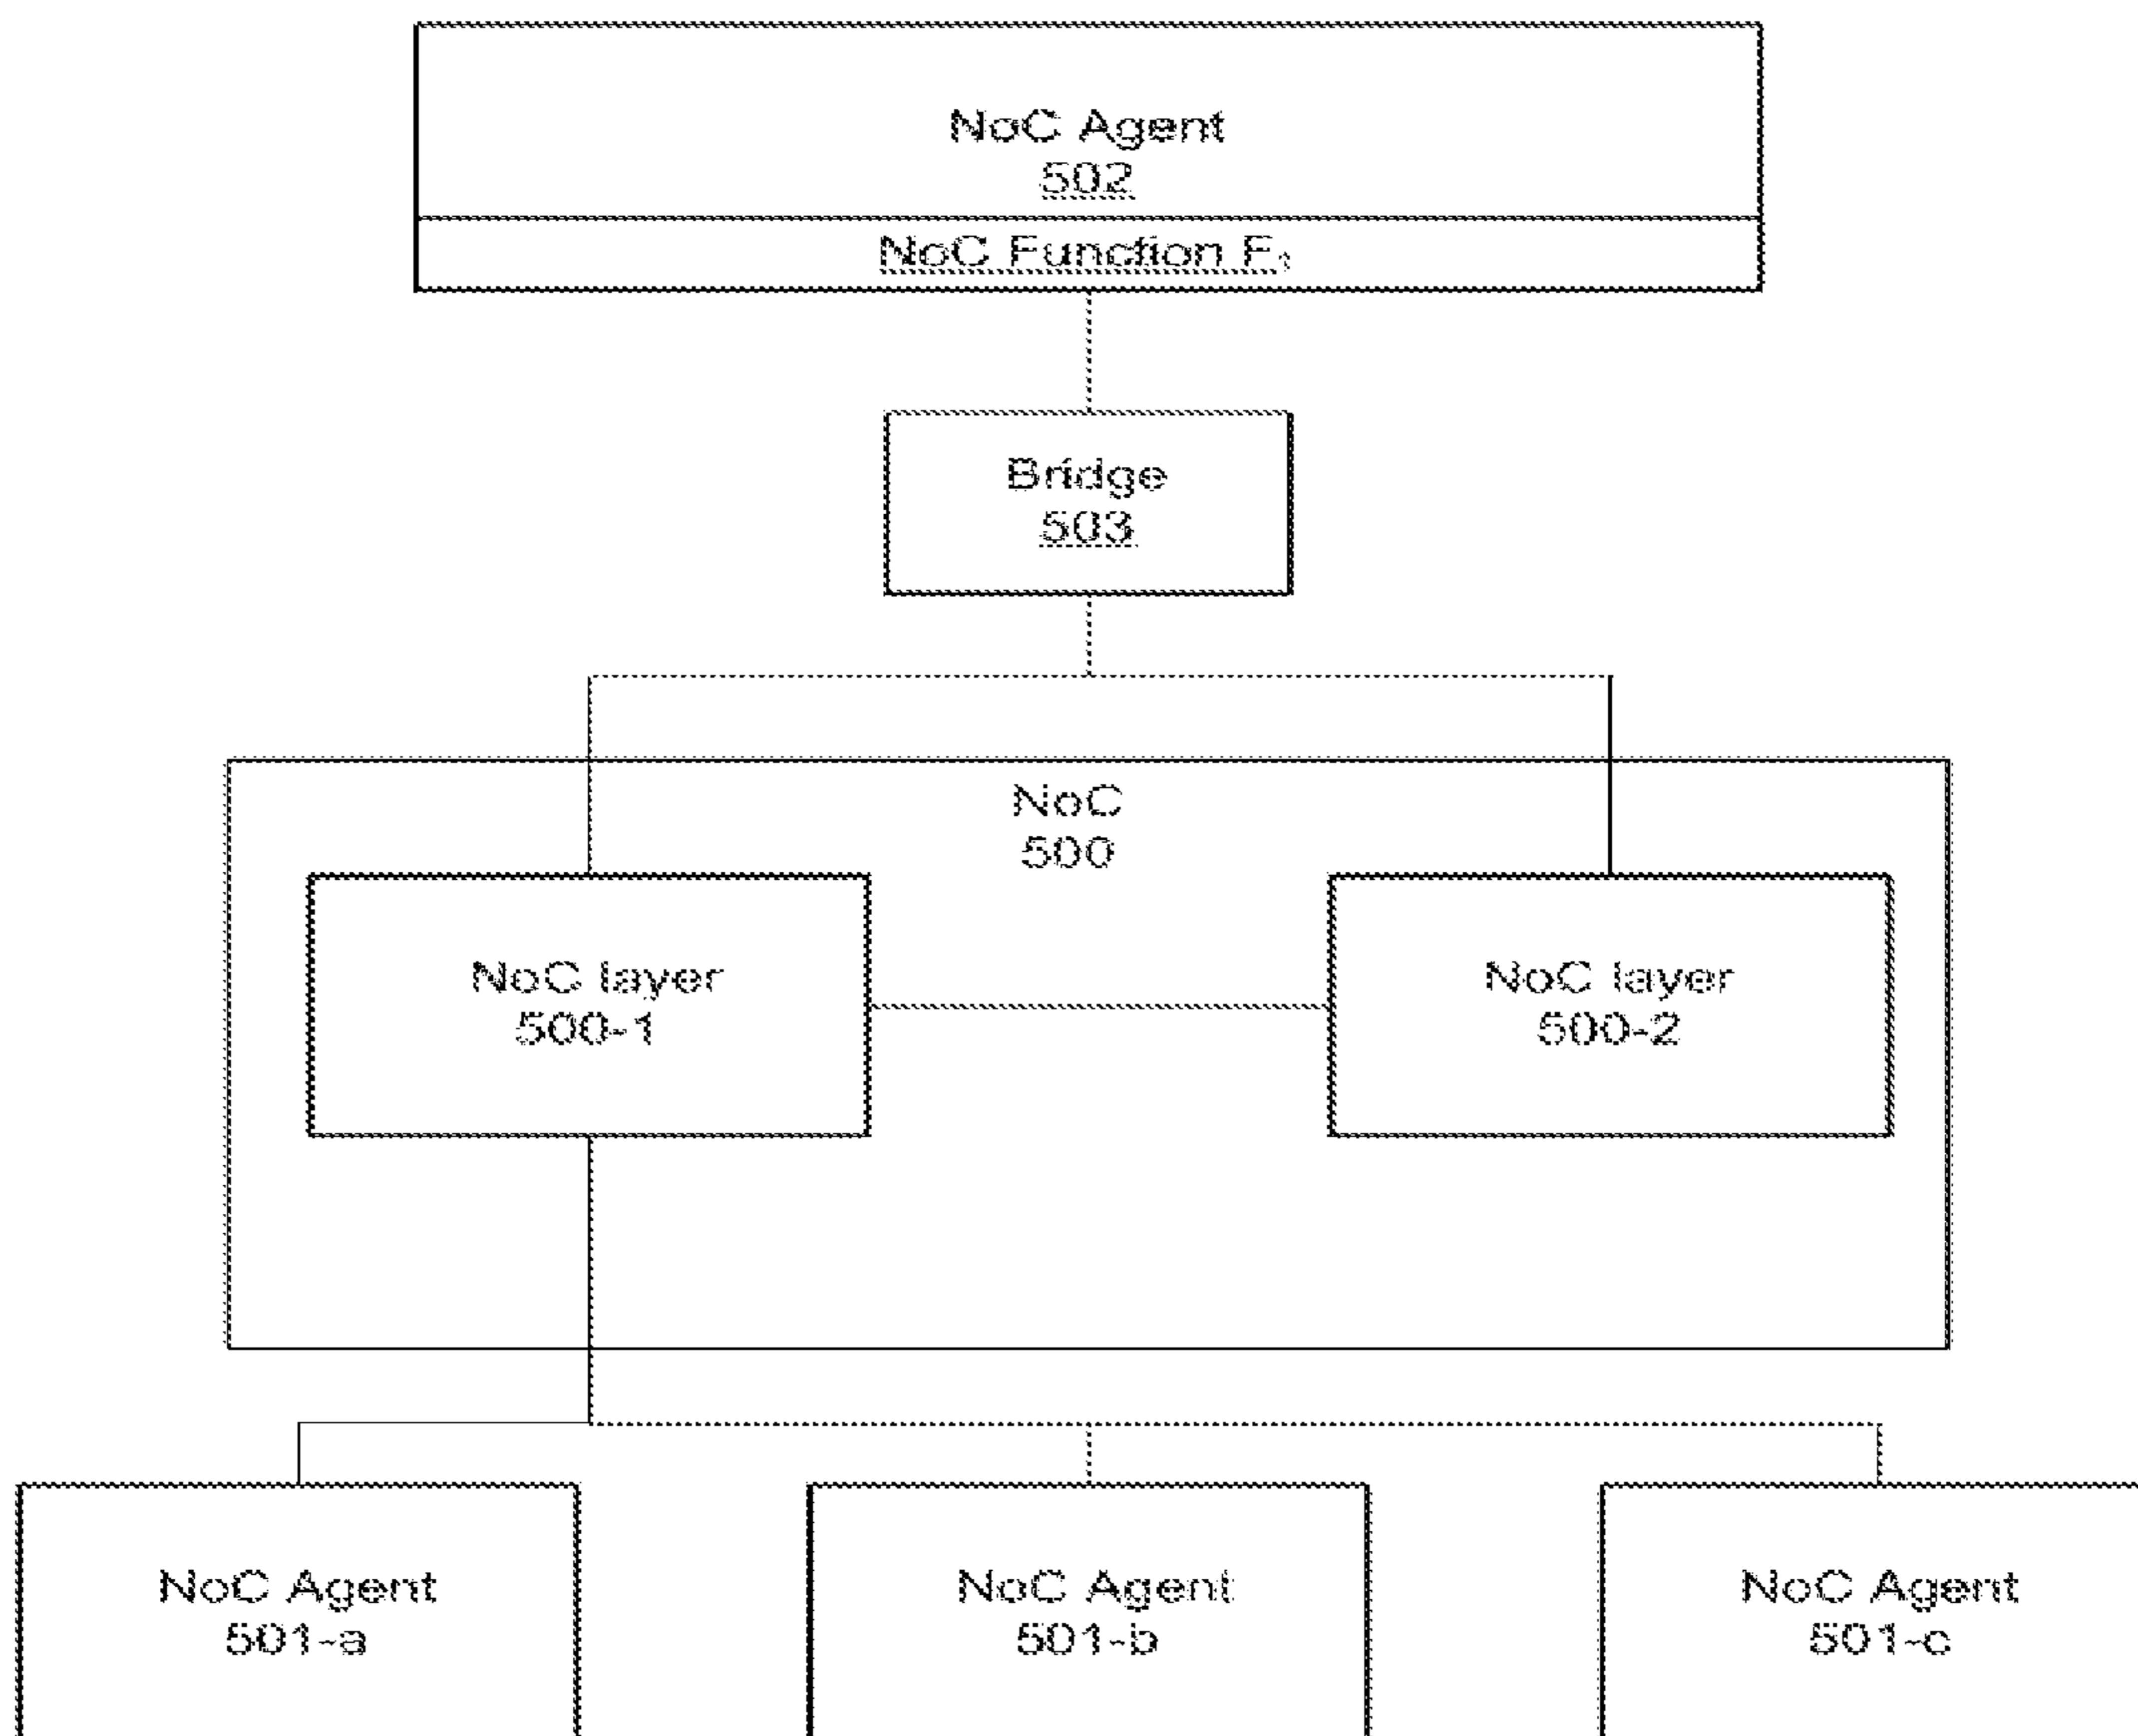 NoC Agent
502
NoC Function F₁
Bridge
503
NoC
500
NoC layer
500-1
NoC layer
500-2
NoC Agent
501-a
NoC Agent
501-b
NoC Agent
501-c